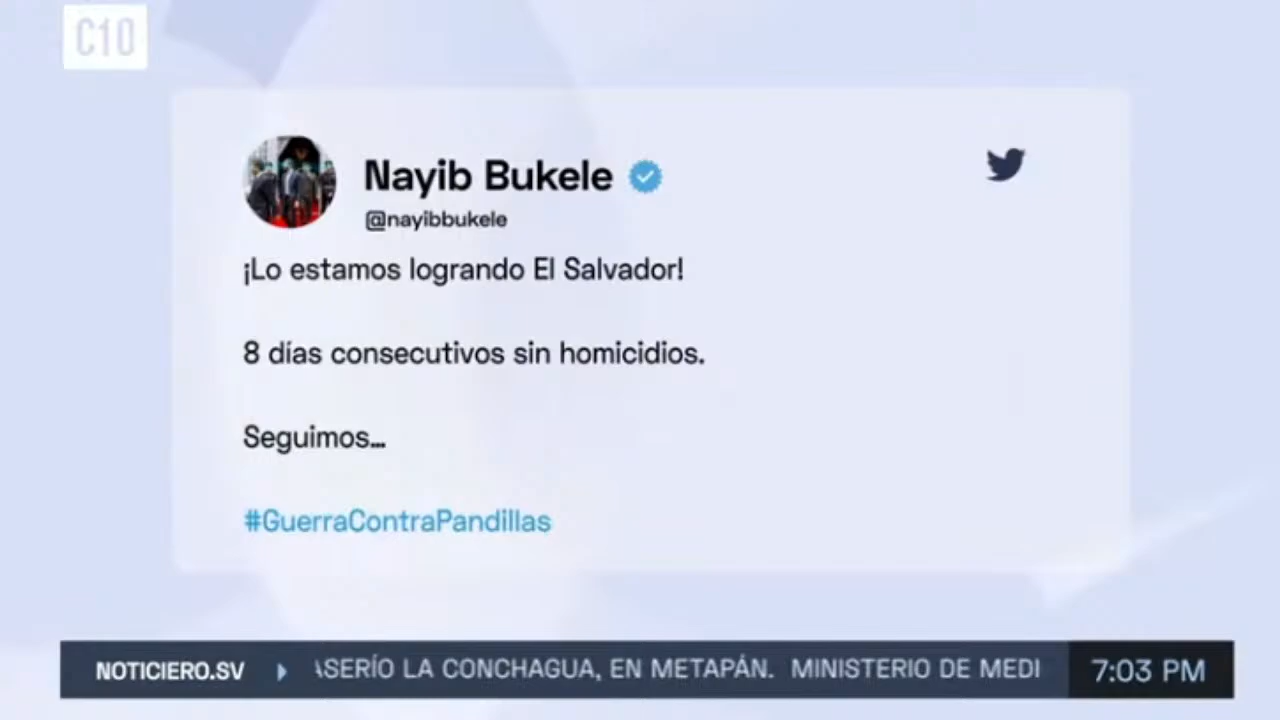 C10
Nayib Bukele
@nayibbukele
¡Lo estamos logrando El Salvador!
8 días consecutivos sin homicidios.
Seguimos...
#GuerraContraPandillas
NOTICIERO.SV ASERÍO LA CONCHAGUA, EN METAPÁN. MINISTERIO DE MEDI 7:03 PM